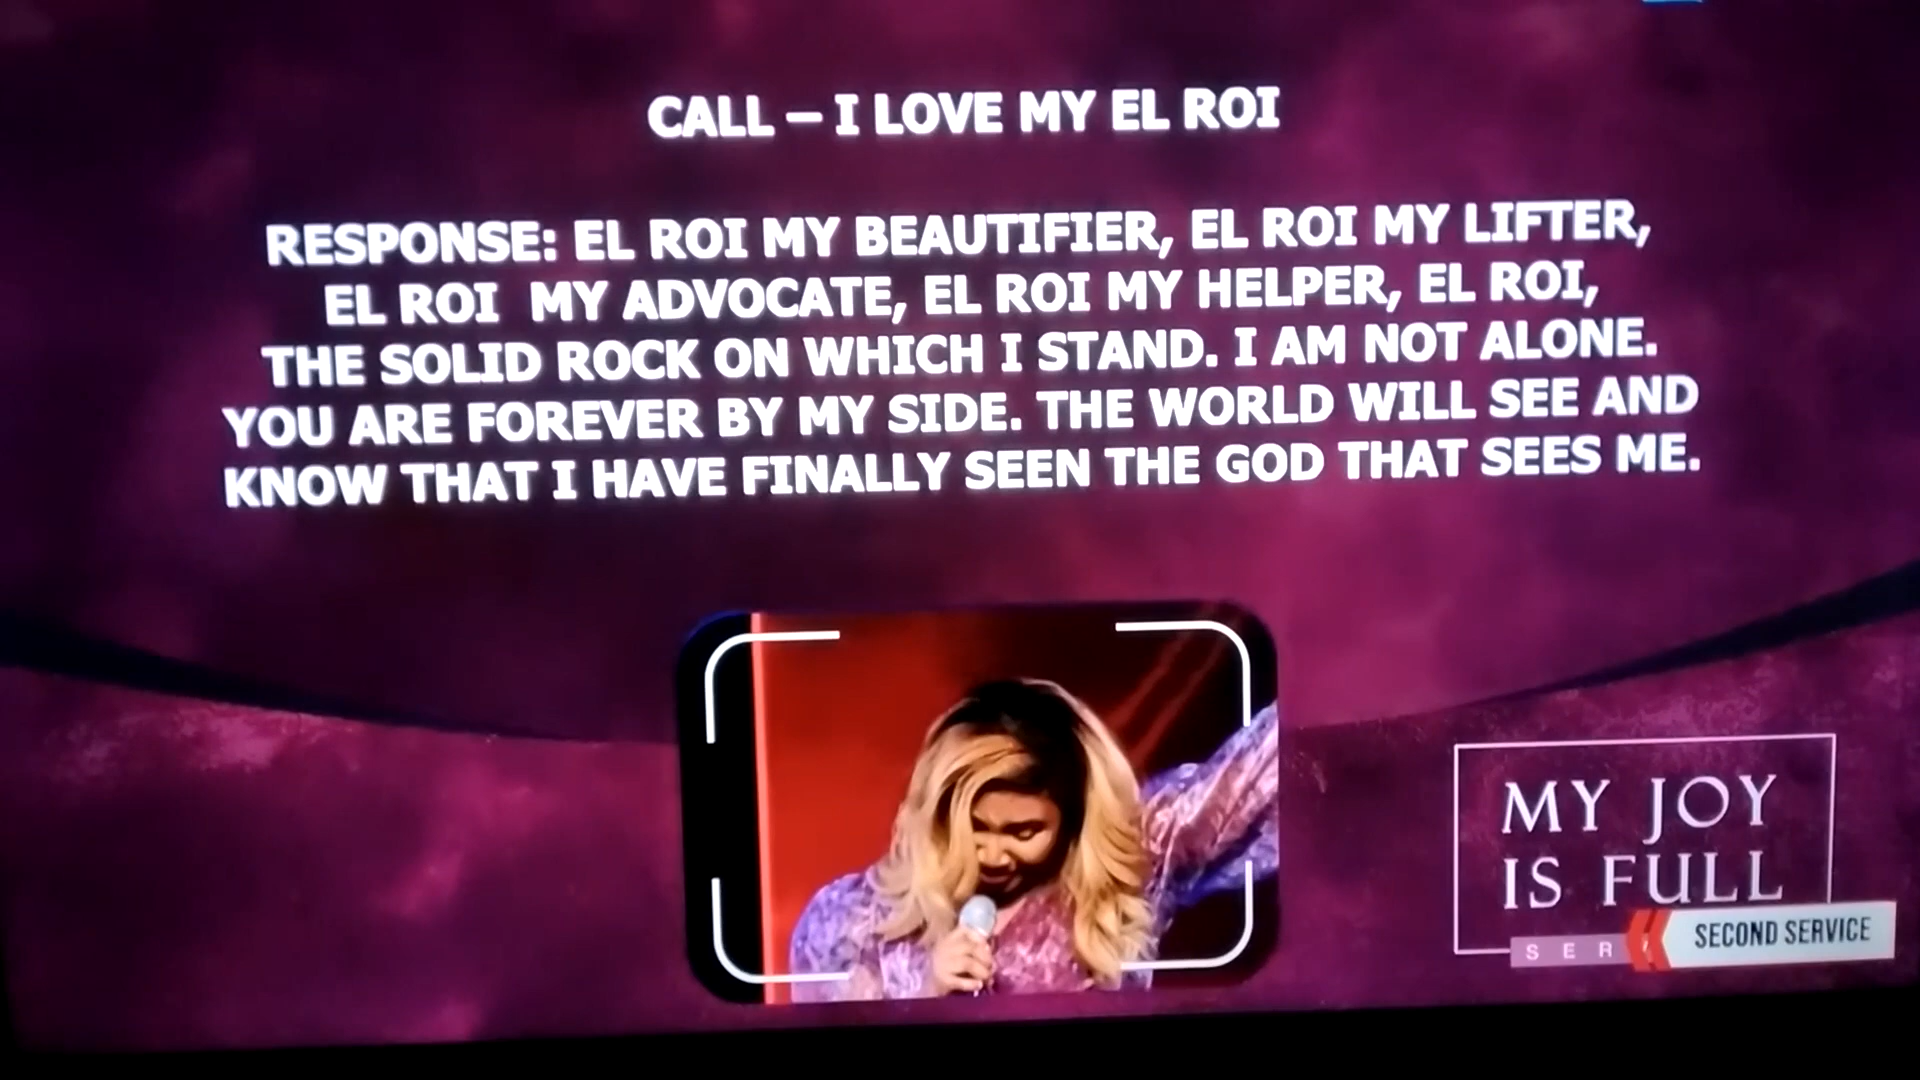 CALL – I LOVE MY EL ROI
RESPONSE: EL ROI MY BEAUTIFIER, EL ROI MY LIFTER,
EL ROI MY ADVOCATE, EL ROI MY HELPER, EL ROI,
THE SOLID ROCK ON WHICH I STAND. I AM NOT ALONE.
YOU ARE FOREVER BY MY SIDE. THE WORLD WILL SEE AND
KNOW THAT I HAVE FINALLY SEEN THE GOD THAT SEES ME.
MY JOY
IS FULL
SECOND SERVICE